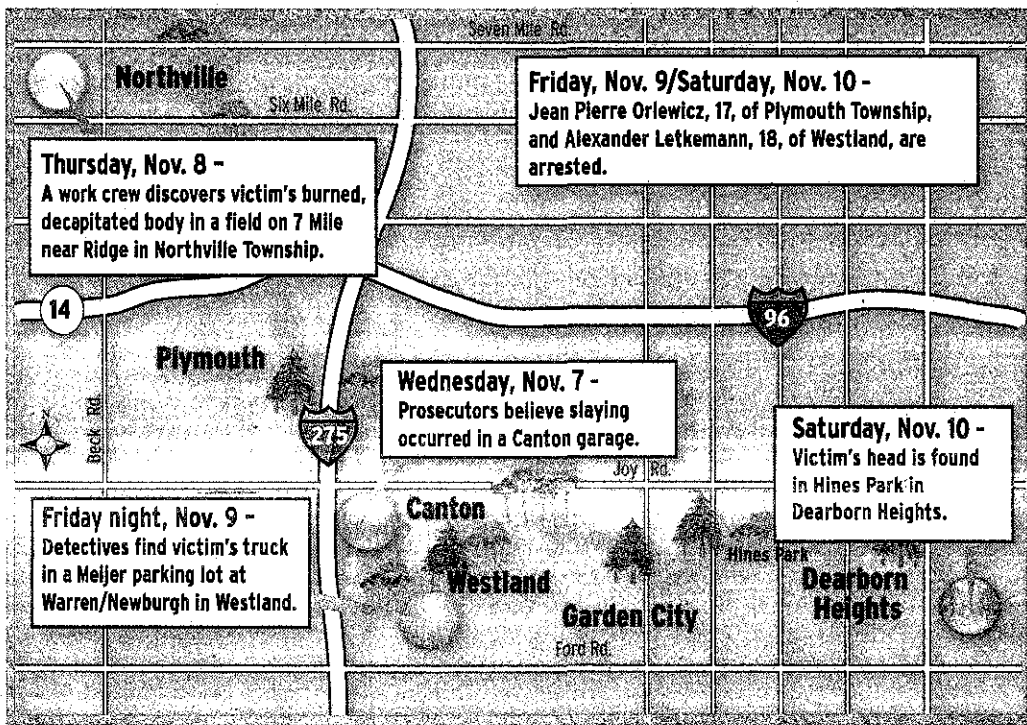 Seven Mile Rd.
Northville
Six Mile Rd.
Friday, Nov. 9/Saturday, Nov. 10 -
Jean Pierre Orlewicz, 17, of Plymouth Township,
and Alexander Letkemann, 18, of Westland, are
arrested.
Thursday, Nov. 8 -
A work crew discovers victim's burned,
decapitated body in a field on 7 Mile
near Ridge in Northville Township.
14
96
Plymouth
Wednesday, Nov. 7 -
Prosecutors believe slaying
occurred in a Canton garage.
275
N
Beck Rd.
Joy Rd.
Saturday, Nov. 10 -
Victim's head is found
in Hines Park in
Dearborn Heights.
Friday night, Nov. 9 -
Detectives find victim's truck
in a Meijer parking lot at
Warren/Newburgh in Westland.
Canton
Westland
Garden City
Ford Rd.
Hines Park
Dearborn
Heights